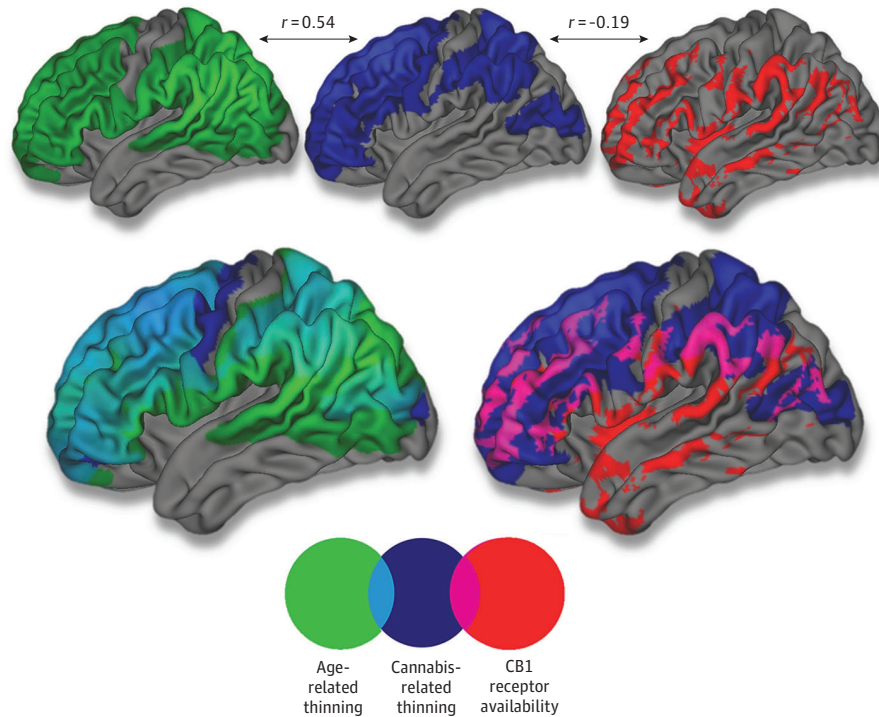 r=0.54
r=-0.19
Age-
related
thinning
Cannabis-
related
thinning
CB1
receptor
availability